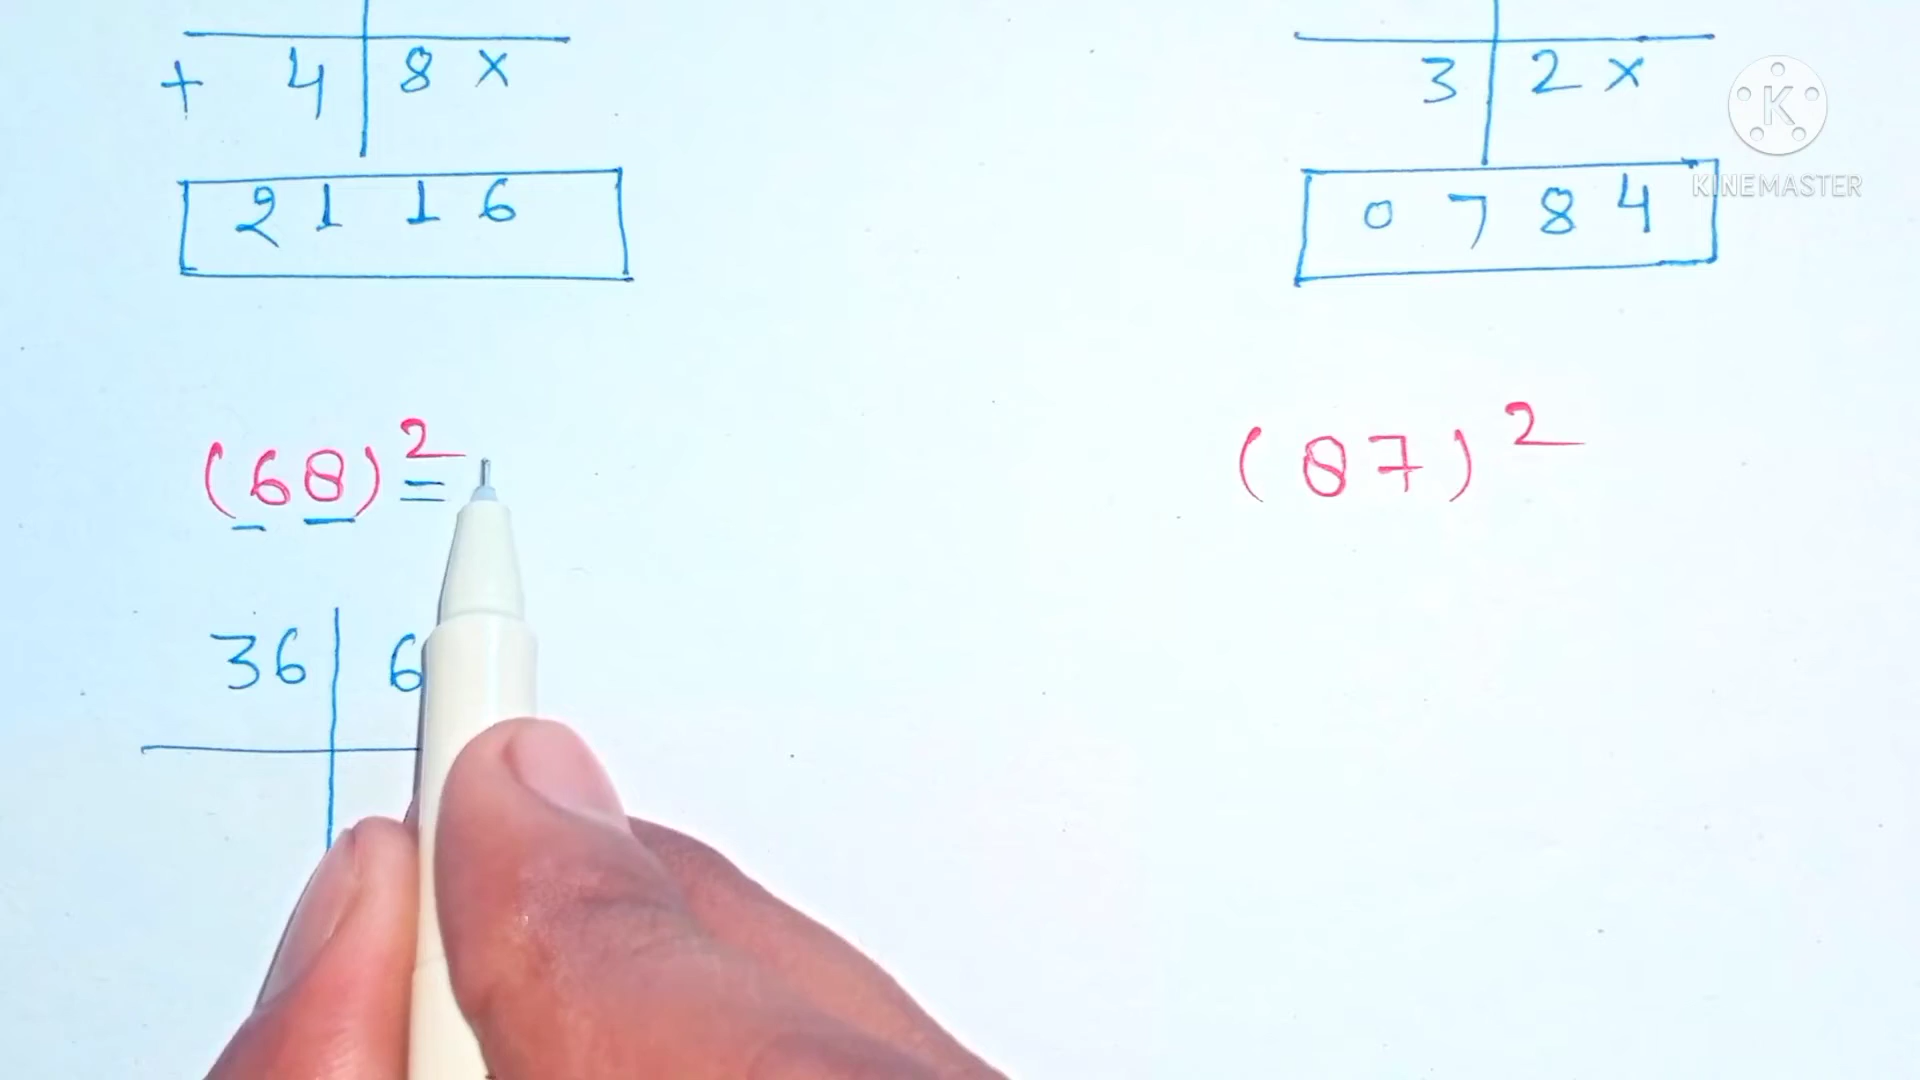 + 4 8 x
3 2 x
K
KINEMASTER
2 1 1 6
0 7 8 4
(68)² =
(87)²
36 6